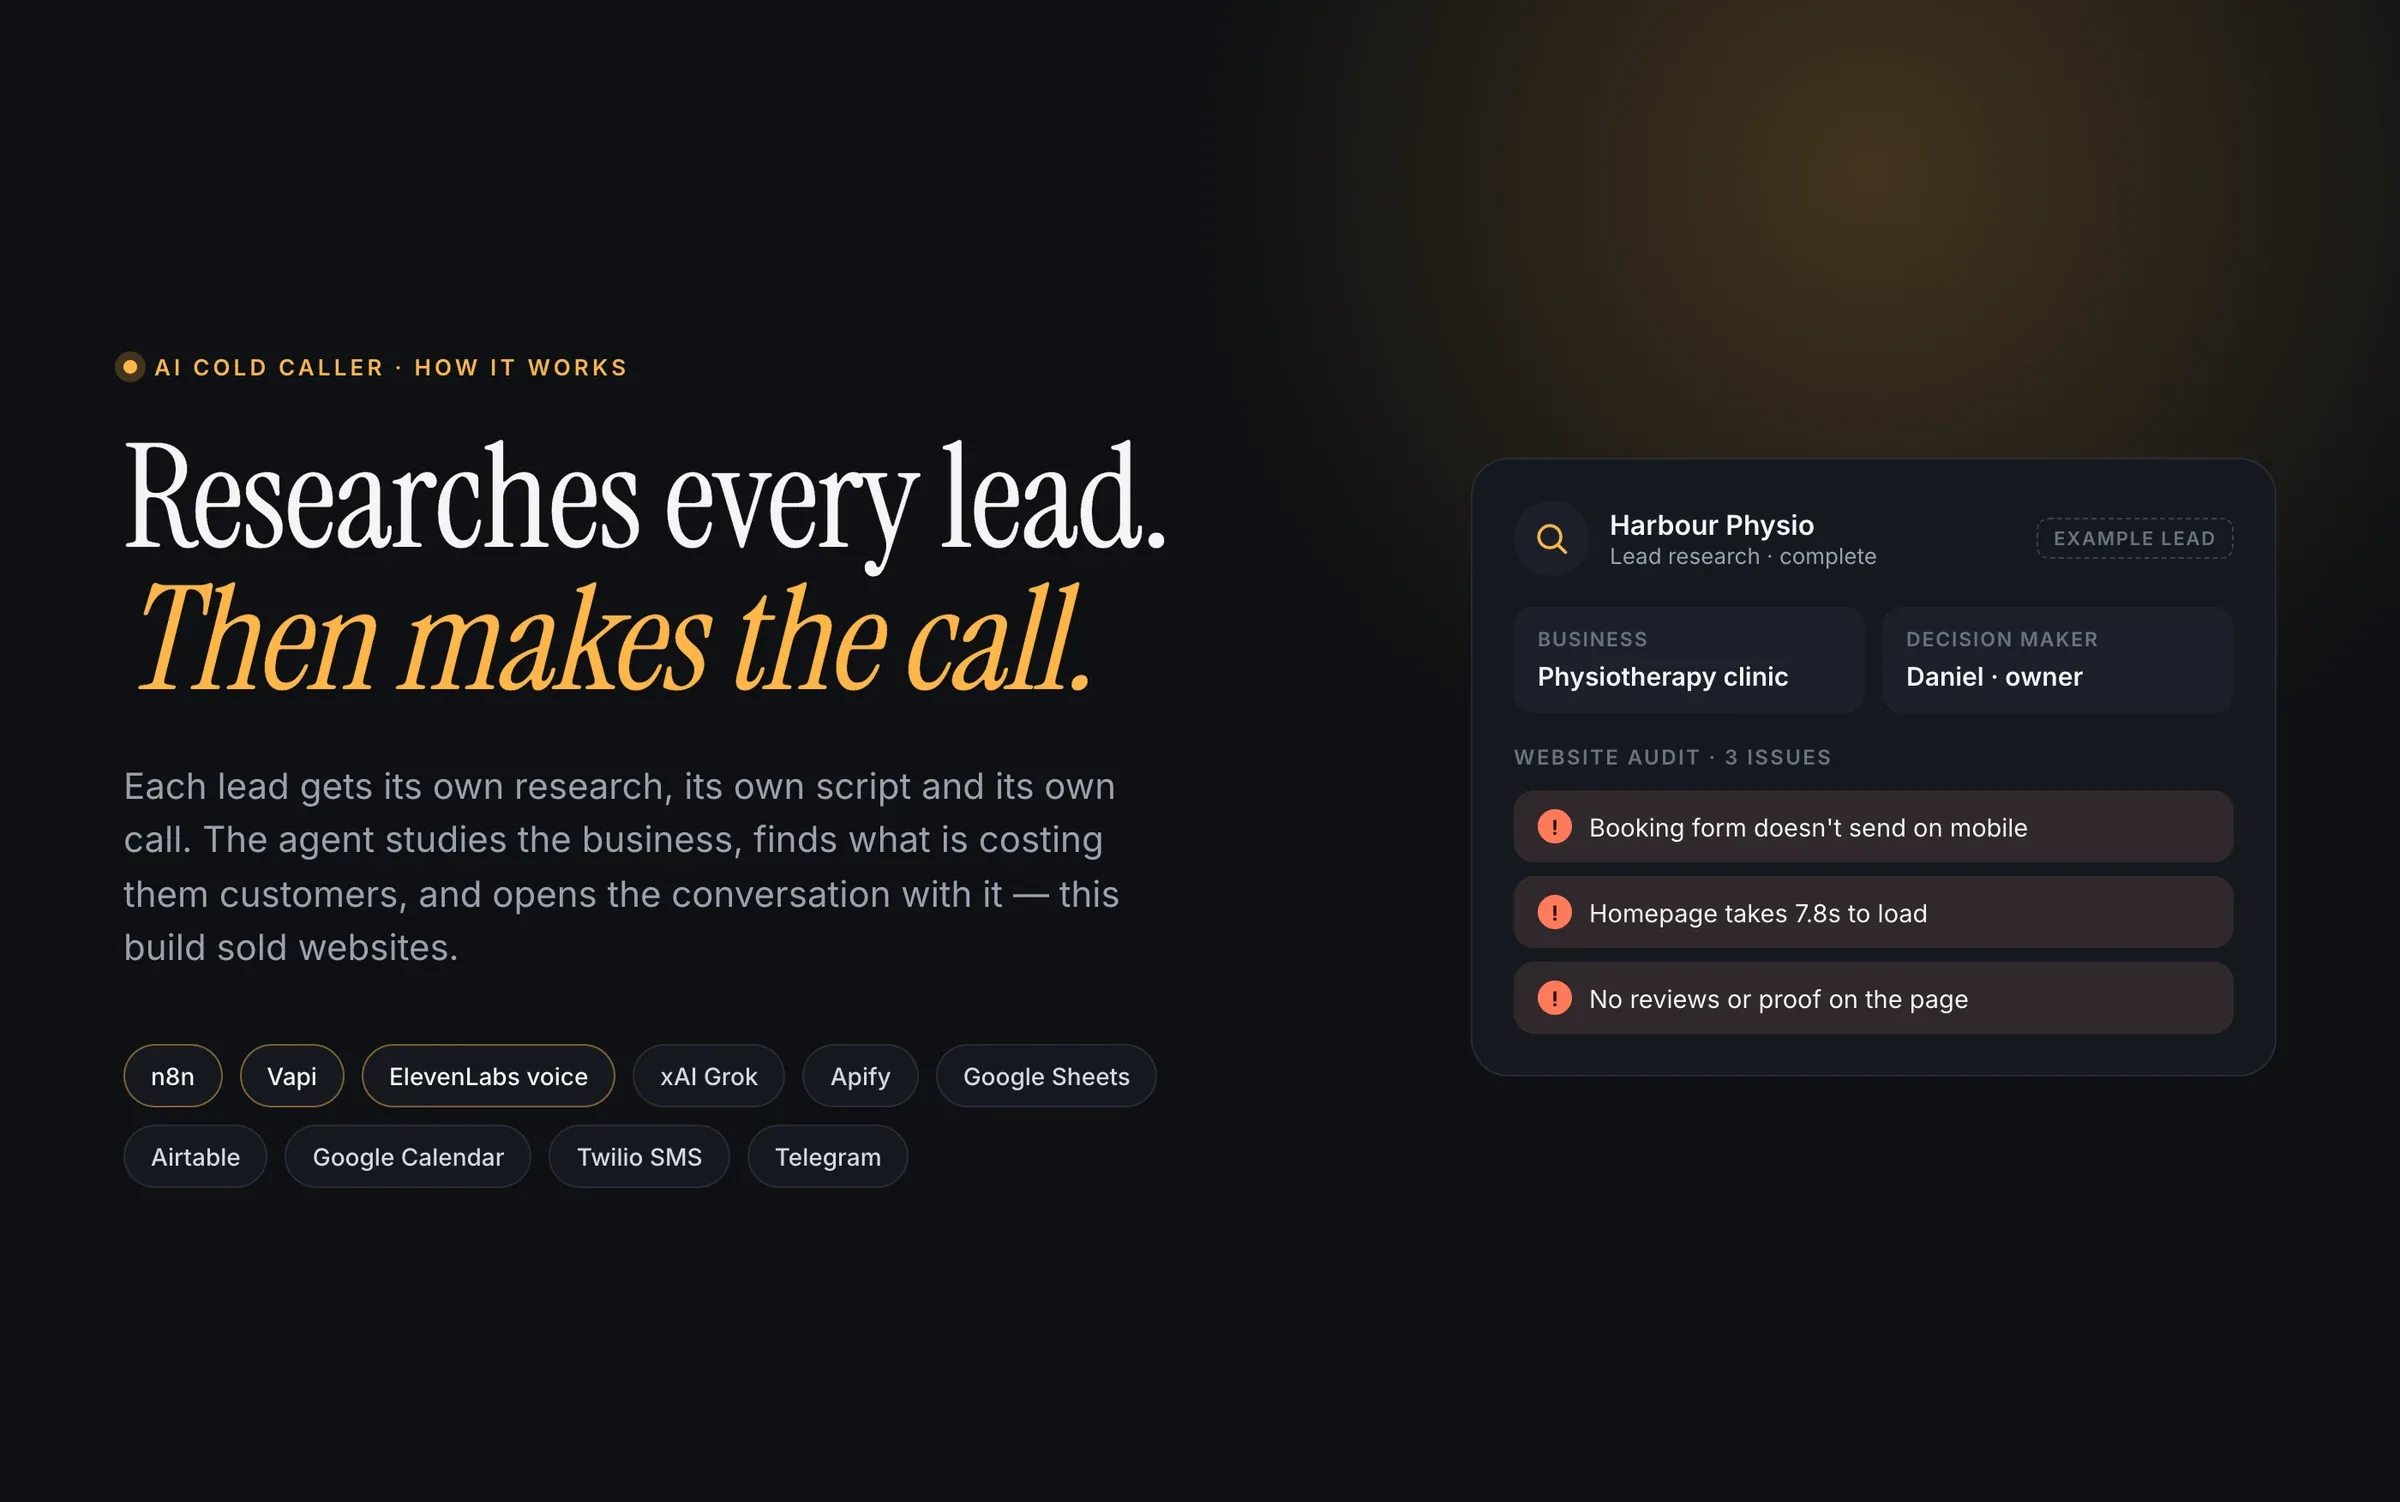 AI COLD CALLER · HOW IT WORKS
Researches every lead.
Then makes the call.
Each lead gets its own research, its own script and its own
call. The agent studies the business, finds what is costing
them customers, and opens the conversation with it — this
build sold websites.
n8n Vapi ElevenLabs voice xAI Grok Apify Google Sheets
Airtable Google Calendar Twilio SMS Telegram
Harbour Physio
Lead research · complete
EXAMPLE LEAD
BUSINESS
Physiotherapy clinic
DECISION MAKER
Daniel · owner
WEBSITE AUDIT · 3 ISSUES
! Booking form doesn't send on mobile
! Homepage takes 7.8s to load
! No reviews or proof on the page